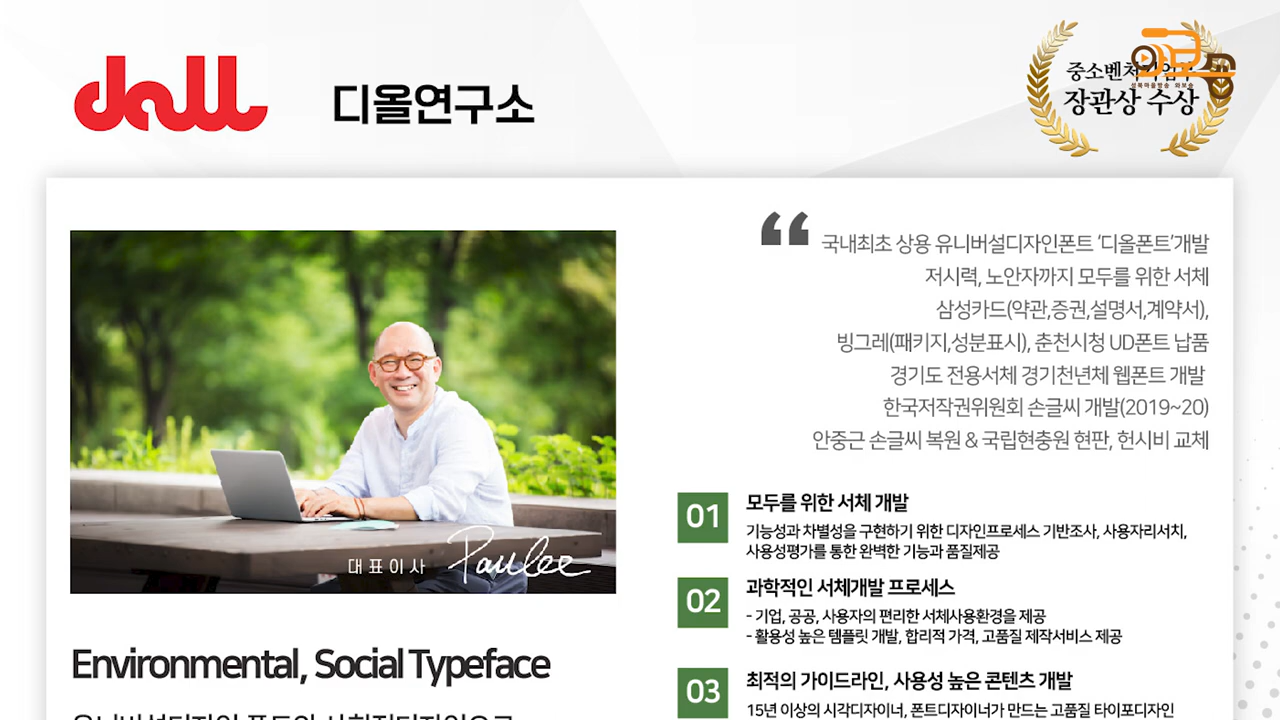 dall
디올연구소
중소벤처기업부
장관상 수상
성북마을방송 와보숑
국내최초 상용 유니버설디자인폰트 ‘디올폰트’개발
저시력, 노안자까지 모두를 위한 서체
삼성카드(약관,증권,설명서,계약서),
빙그레(패키지,성분표시), 춘천시청 UD폰트 납품
경기도 전용서체 경기천년체 웹폰트 개발
한국저작권위원회 손글씨 개발(2019~20)
안중근 손글씨 복원 & 국립현충원 현판, 헌시비 교체
대표이사 Paulee
Environmental, Social Typeface
01 모두를 위한 서체 개발
기능성과 차별성을 구현하기 위한 디자인프로세스 기반조사, 사용자리서치,
사용성평가를 통한 완벽한 기능과 품질제공
02 과학적인 서체개발 프로세스
- 기업, 공공, 사용자의 편리한 서체사용환경을 제공
- 활용성 높은 템플릿 개발, 합리적 가격, 고품질 제작서비스 제공
03 최적의 가이드라인, 사용성 높은 콘텐츠 개발
15년 이상의 시각디자이너, 폰트디자이너가 만드는 고품질 타이포디자인